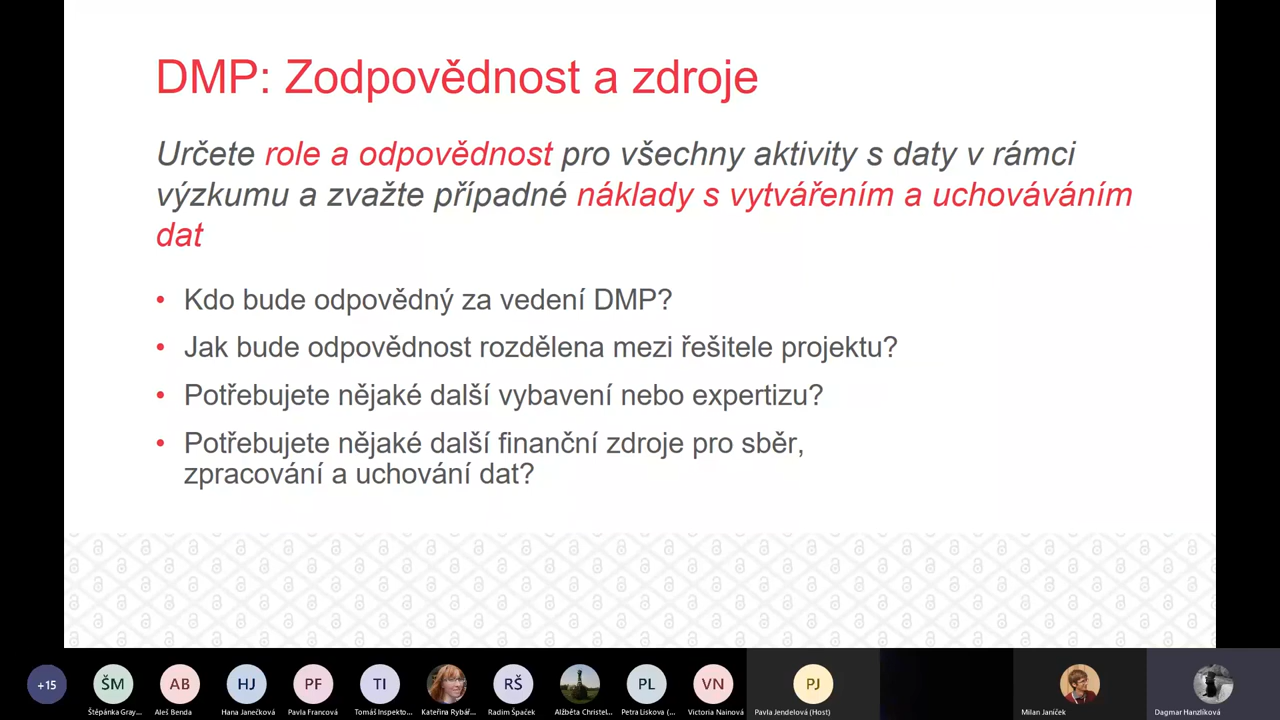 DMP: Zodpovědnost a zdroje
Určete role a odpovědnost pro všechny aktivity s daty v rámci
výzkumu a zvažte případné náklady s vytvářením a uchováváním
dat
• Kdo bude odpovědný za vedení DMP?
• Jak bude odpovědnost rozdělena mezi řešitele projektu?
• Potřebujete nějaké další vybavení nebo expertizu?
• Potřebujete nějaké další finanční zdroje pro sběr,
zpracování a uchování dat?
+15 ŠM AB HJ PF TI RŠ PL VN PJ
Štěpánka Gray... Aleš Benda Hana Janečková Pavla Francová Tomáš Inspekto... Kateřina Rybář... Radim Špaček Alžběta Christel... Petra Liskova (... Victoria Nainová Pavla Jendelová (Host) Milan Janíček Dagmar Hanzlíková